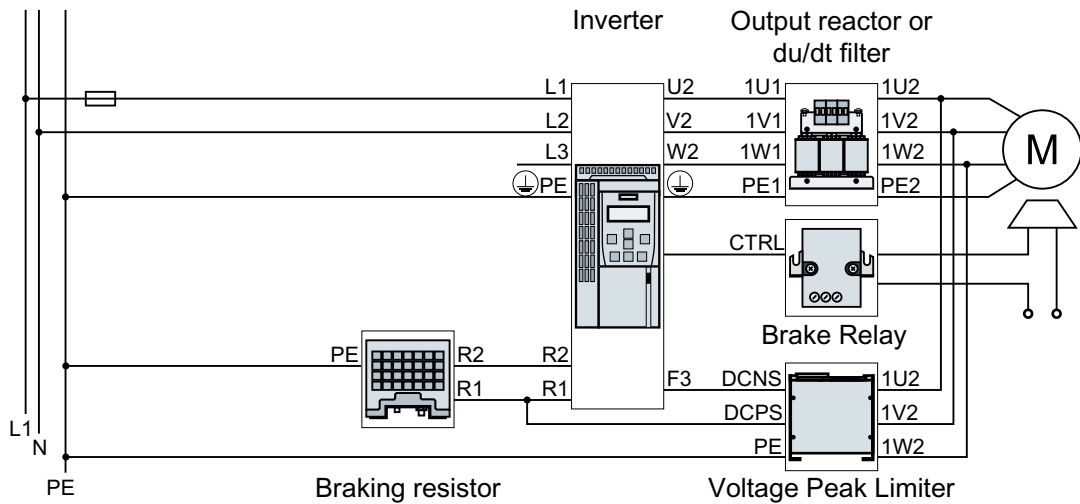 Inverter
Output reactor or
du/dt filter
L1 U2 1U1 1U2
L2 V2 1V1 1V2
L3 W2 1W1 1W2
PE PE1 PE2
M
CTRL
Brake Relay
PE R2 R2
R1 R1
F3 DCNS 1U2
DCPS 1V2
PE 1W2
L1
N
PE
Braking resistor
Voltage Peak Limiter